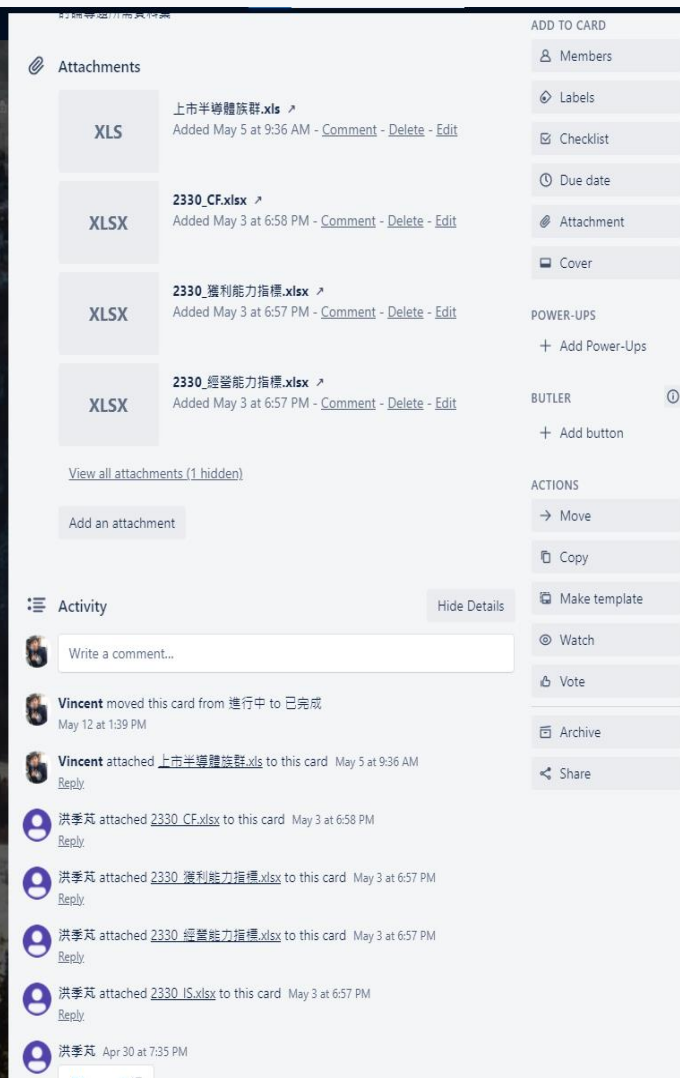 Attachments
XLS
上市半導體族群.xls ↗
Added May 5 at 9:36 AM - Comment - Delete - Edit
XLSX
2330_CF.xlsx ↗
Added May 3 at 6:58 PM - Comment - Delete - Edit
XLSX
2330_獲利能力指標.xlsx ↗
Added May 3 at 6:57 PM - Comment - Delete - Edit
XLSX
2330_經營能力指標.xlsx ↗
Added May 3 at 6:57 PM - Comment - Delete - Edit
View all attachments (1 hidden)
Add an attachment
Activity
Hide Details
Write a comment...
Vincent moved this card from 進行中 to 已完成
May 12 at 1:39 PM
Vincent attached 上市半導體族群.xls to this card May 5 at 9:36 AM
Reply
洪季芃 attached 2330_CF.xlsx to this card May 3 at 6:58 PM
Reply
洪季芃 attached 2330_獲利能力指標.xlsx to this card May 3 at 6:57 PM
Reply
洪季芃 attached 2330_經營能力指標.xlsx to this card May 3 at 6:57 PM
Reply
洪季芃 attached 2330_IS.xlsx to this card May 3 at 6:57 PM
Reply
洪季芃 Apr 30 at 7:35 PM
ADD TO CARD
Members
Labels
Checklist
Due date
Attachment
Cover
POWER-UPS
+ Add Power-Ups
BUTLER
+ Add button
ACTIONS
→ Move
Copy
Make template
Watch
Vote
Archive
Share